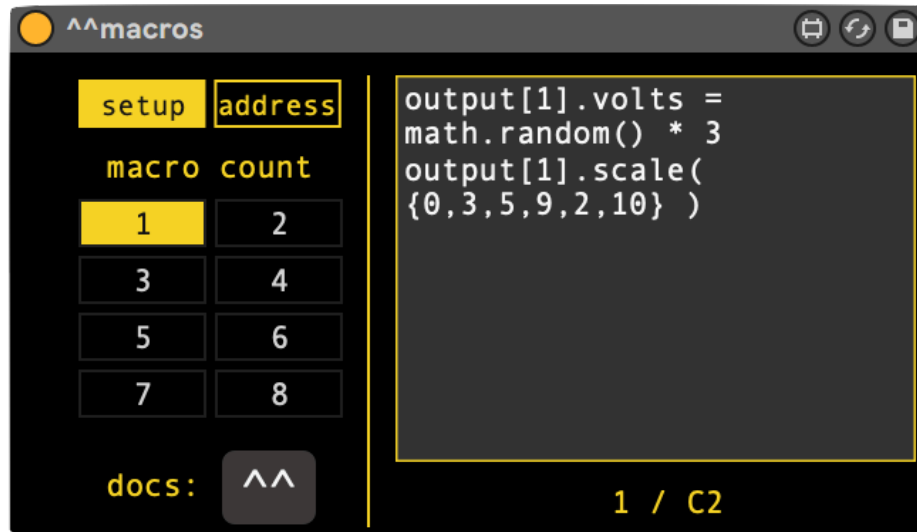 ^^macros
setup address
macro count
1 2
3 4
5 6
7 8
docs: ^^
output[1].volts =
math.random() * 3
output[1].scale(
{0,3,5,9,2,10} )
1 / C2